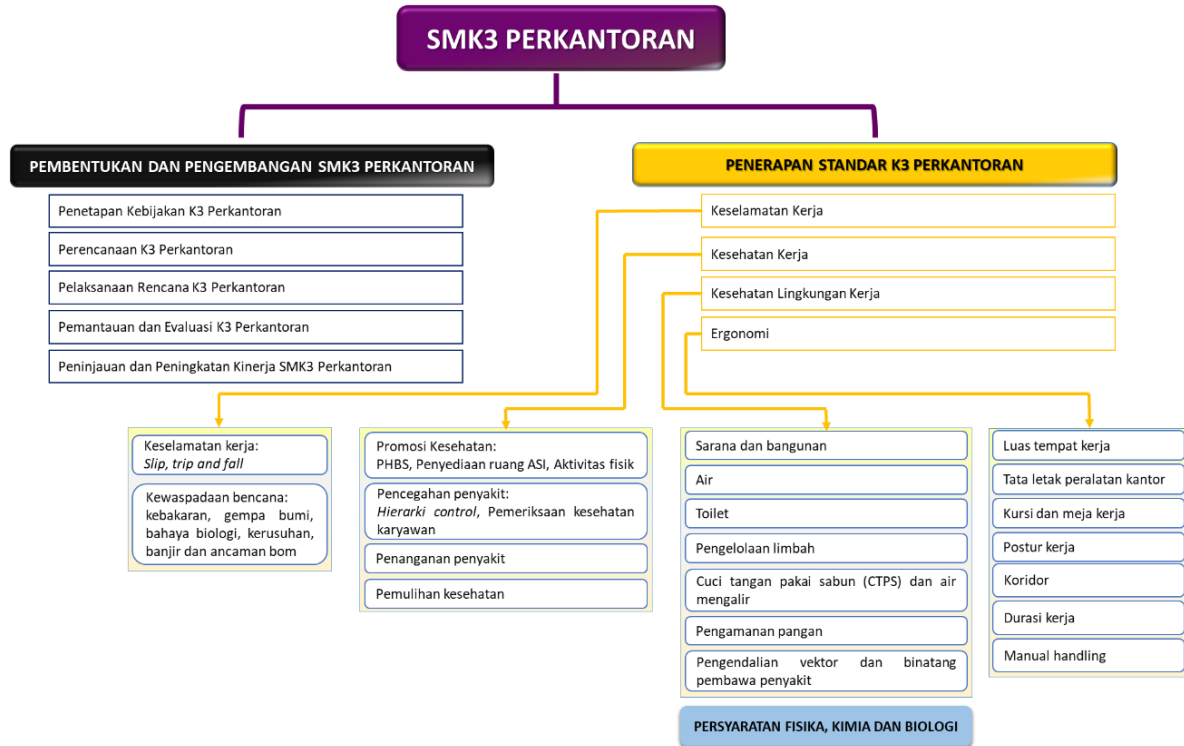 SMK3 PERKANTORAN
PEMBENTUKAN DAN PENGEMBANGAN SMK3 PERKANTORAN
Penetapan Kebijakan K3 Perkantoran
Perencanaan K3 Perkantoran
Pelaksanaan Rencana K3 Perkantoran
Pemantauan dan Evaluasi K3 Perkantoran
Peninjauan dan Peningkatan Kinerja SMK3 Perkantoran
PENERAPAN STANDAR K3 PERKANTORAN
Keselamatan Kerja
Kesehatan Kerja
Kesehatan Lingkungan Kerja
Ergonomi
Keselamatan kerja:
Slip, trip and fall
Kewaspadaan bencana:
kebakaran, gempa bumi,
bahaya biologi, kerusuhan,
banjir dan ancaman bom
Promosi Kesehatan:
PHBS, Penyediaan ruang ASI, Aktivitas fisik
Pencegahan penyakit:
Hierarki control, Pemeriksaan kesehatan
karyawan
Penanganan penyakit
Pemulihan kesehatan
Sarana dan bangunan
Air
Toilet
Pengelolaan limbah
Cuci tangan pakai sabun (CTPS) dan air
mengalir
Pengamanan pangan
Pengendalian vektor dan binatang
pembawa penyakit
PERSYARATAN FISIKA, KIMIA DAN BIOLOGI
Luas tempat kerja
Tata letak peralatan kantor
Kursi dan meja kerja
Postur kerja
Koridor
Durasi kerja
Manual handling